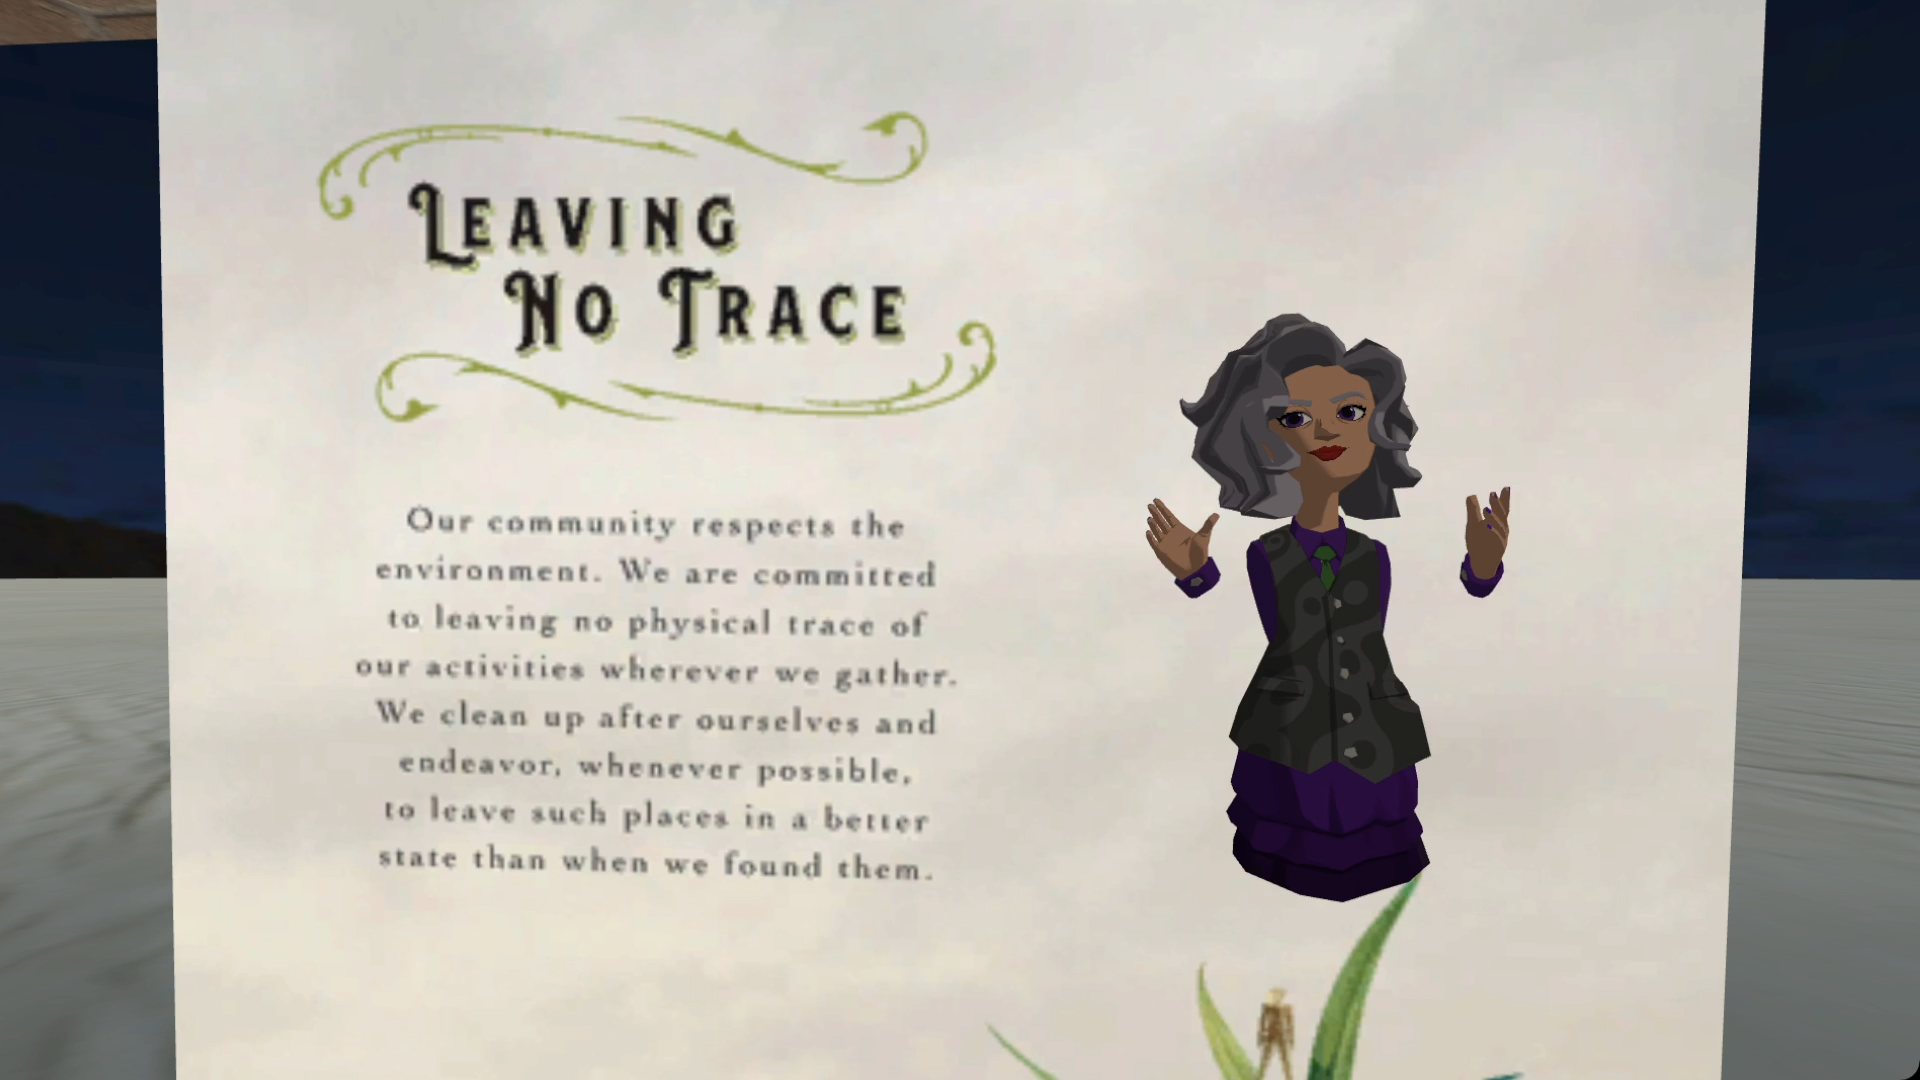 LEAVING
NO TRACE
Our community respects the
environment. We are committed
to leaving no physical trace of
our activities wherever we gather.
We clean up after ourselves and
endeavor, whenever possible,
to leave such places in a better
state than when we found them.